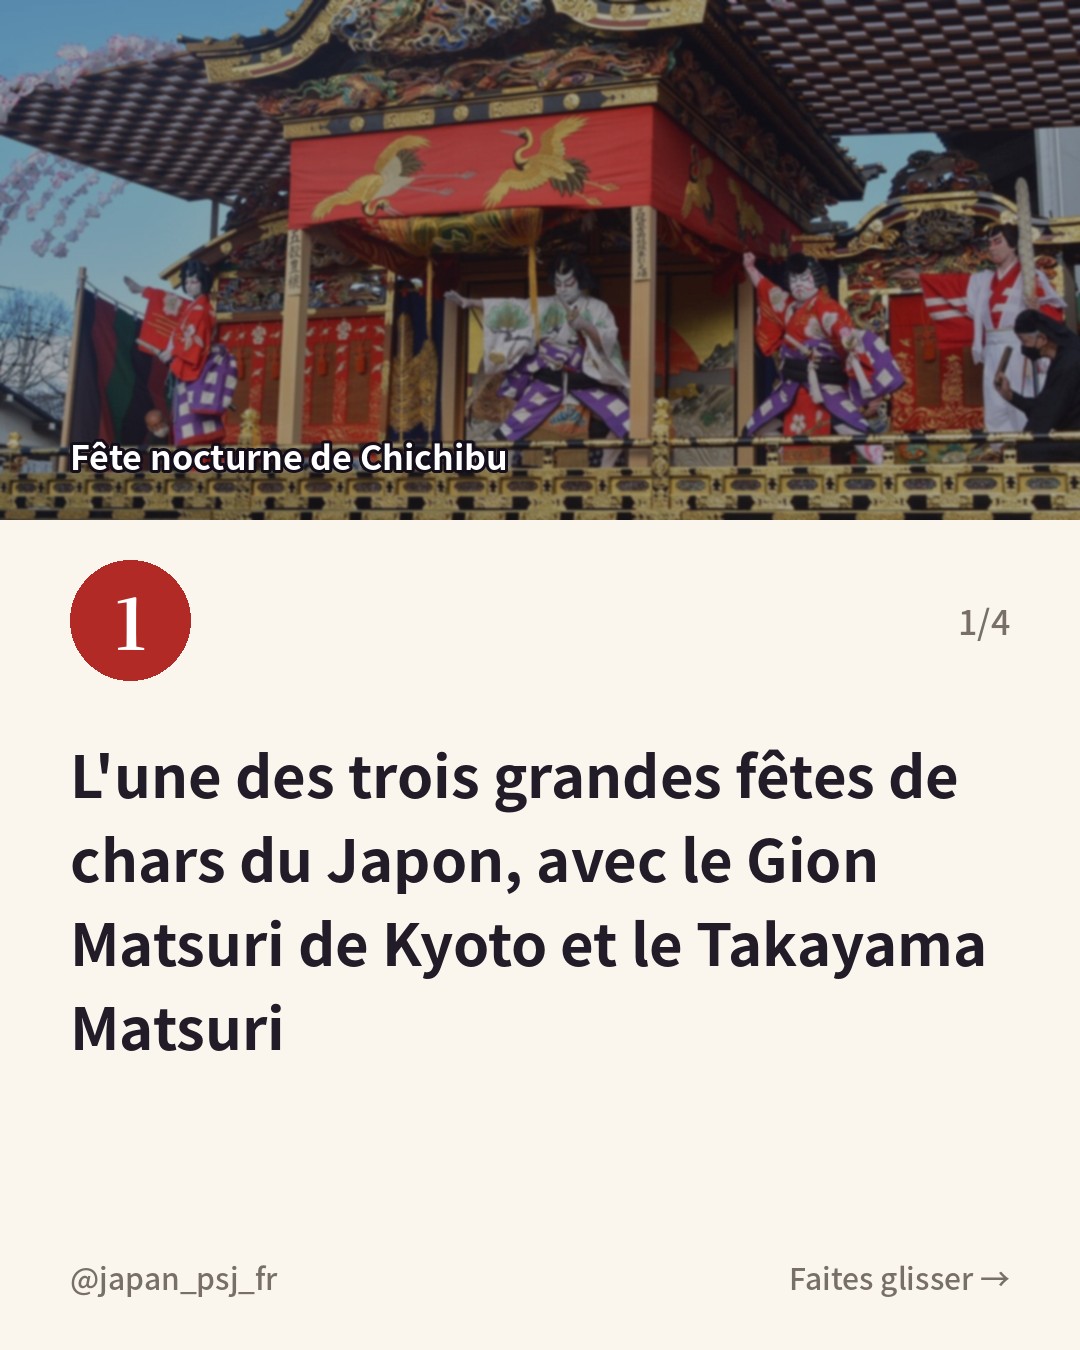 Fête nocturne de Chichibu
1
1/4
L'une des trois grandes fêtes de
chars du Japon, avec le Gion
Matsuri de Kyoto et le Takayama
Matsuri
@japan_psj_fr
Faites glisser →